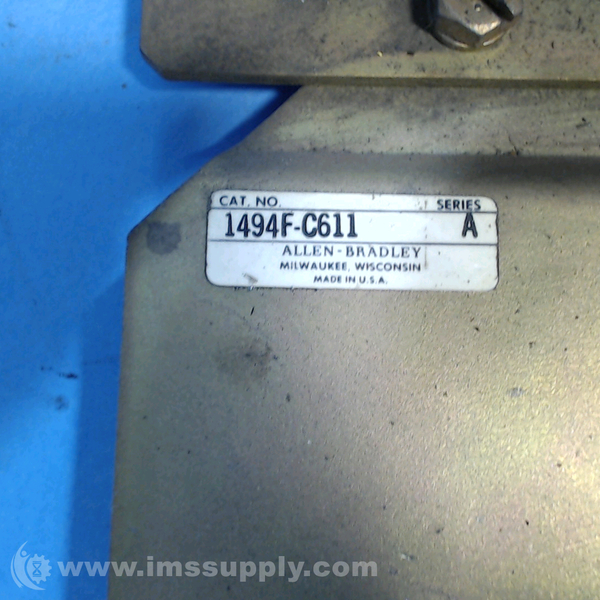 CAT. NO. SERIES
1494F-C611 A
ALLEN-BRADLEY
MILWAUKEE, WISCONSIN
MADE IN U.S.A.
www.imssupply.com